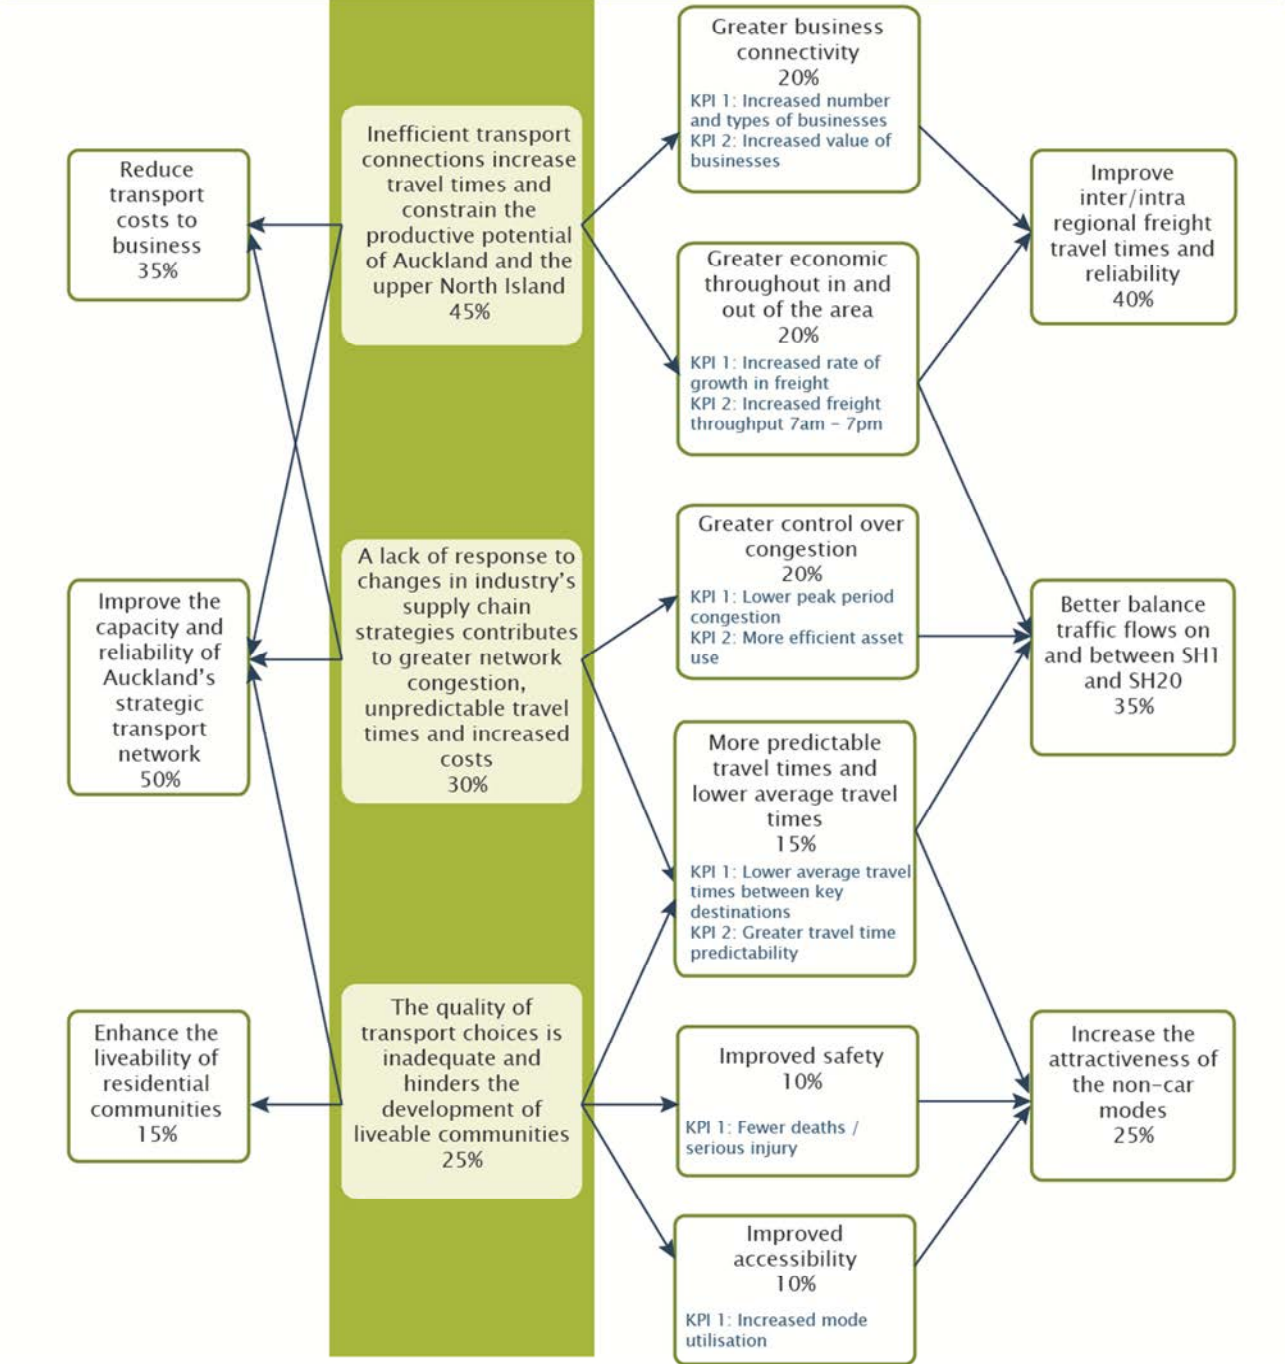 Reduce
transport
costs to
business
35%
Improve the
capacity and
reliability of
Auckland's
strategic
transport
network
50%
Enhance the
liveability of
residential
communities
15%
Inefficient transport
connections increase
travel times and
constrain the
productive potential
of Auckland and the
upper North Island
45%
A lack of response to
changes in industry's
supply chain
strategies contributes
to greater network
congestion,
unpredictable travel
times and increased
costs
30%
The quality of
transport choices is
inadequate and
hinders the
development of
liveable communities
25%
Greater business
connectivity
20%
KPI 1: Increased number
and types of businesses
KPI 2: Increased value of
businesses
Greater economic
throughout in and
out of the area
20%
KPI 1: Increased rate of
growth in freight
KPI 2: Increased freight
throughput 7am – 7pm
Greater control over
congestion
20%
KPI 1: Lower peak period
congestion
KPI 2: More efficient asset
use
More predictable
travel times and
lower average travel
times
15%
KPI 1: Lower average travel
times between key
destinations
KPI 2: Greater travel time
predictability
Improved safety
10%
KPI 1: Fewer deaths /
serious injury
Improved
accessibility
10%
KPI 1: Increased mode
utilisation
Improve
inter/intra
regional freight
travel times and
reliability
40%
Better balance
traffic flows on
and between SH1
and SH20
35%
Increase the
attractiveness of
the non-car
modes
25%